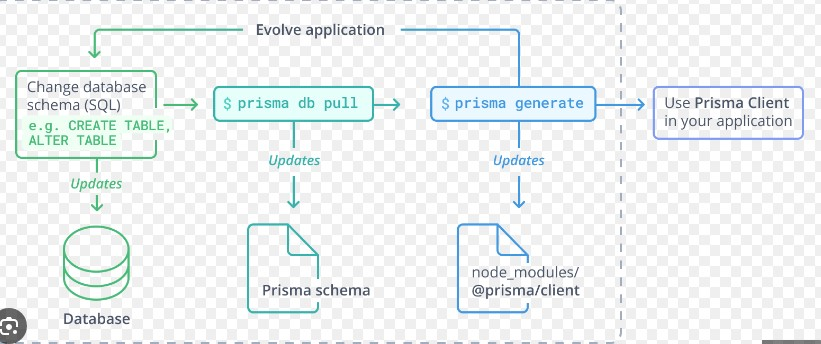 Evolve application
Change database
schema (SQL)
e.g. CREATE TABLE,
ALTER TABLE
$ prisma db pull
$ prisma generate
Use Prisma Client
in your application
Updates
Updates
Updates
Database
Prisma schema
node_modules/
@prisma/client